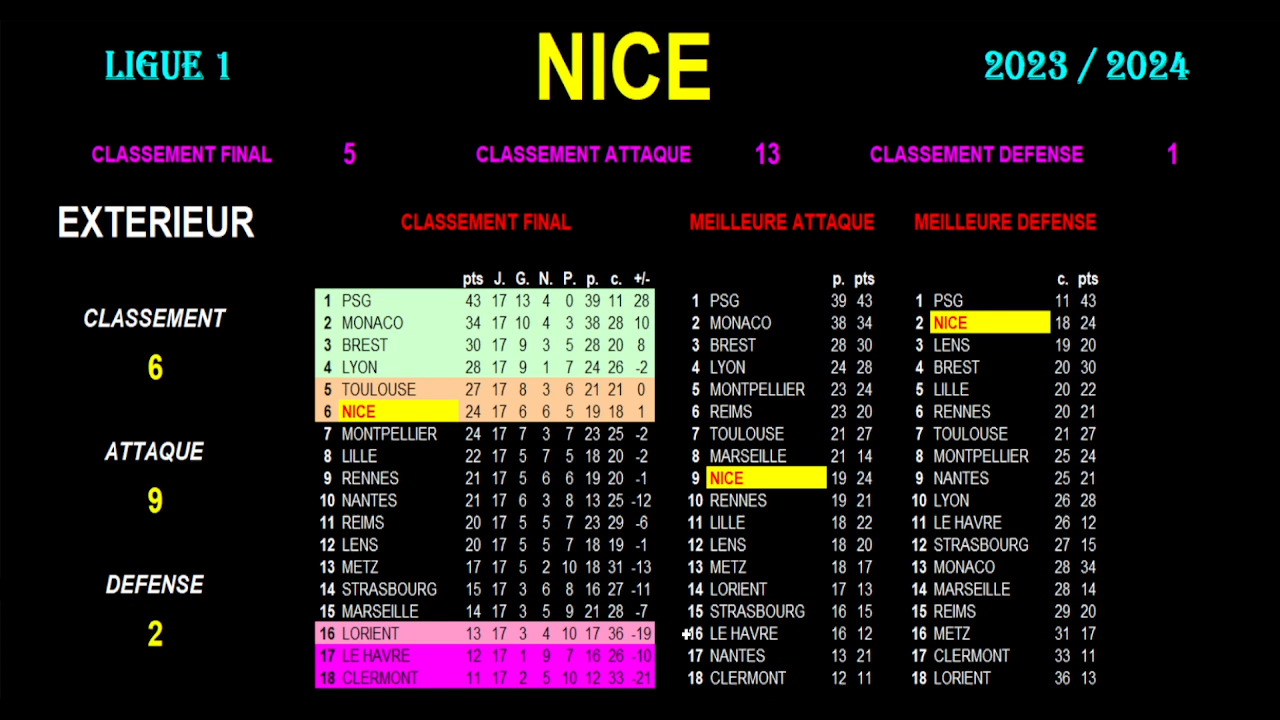 LIGUE 1 NICE 2023 / 2024
CLASSEMENT FINAL 5 CLASSEMENT ATTAQUE 13 CLASSEMENT DEFENSE 1
EXTERIEUR
CLASSEMENT
6
ATTAQUE
9
DEFENSE
2
CLASSEMENT FINAL
pts J. G. N. P. p. c. +/-
1 PSG 43 17 13 4 0 39 11 28
2 MONACO 34 17 10 4 3 38 28 10
3 BREST 30 17 9 3 5 28 20 8
4 LYON 28 17 9 1 7 24 26 -2
5 TOULOUSE 27 17 8 3 6 21 21 0
6 NICE 24 17 6 6 5 19 18 1
7 MONTPELLIER 24 17 7 3 7 23 25 -2
8 LILLE 22 17 5 7 5 18 20 -2
9 RENNES 21 17 5 6 6 19 20 -1
10 NANTES 21 17 6 3 8 13 25 -12
11 REIMS 20 17 5 5 7 23 29 -6
12 LENS 20 17 5 5 7 18 19 -1
13 METZ 17 17 5 2 10 18 31 -13
14 STRASBOURG 15 17 3 6 8 16 27 -11
15 MARSEILLE 14 17 3 5 9 21 28 -7
16 LORIENT 13 17 3 4 10 17 36 -19
17 LE HAVRE 12 17 1 9 7 16 26 -10
18 CLERMONT 11 17 2 5 10 12 33 -21
MEILLEURE ATTAQUE
p. pts
1 PSG 39 43
2 MONACO 38 34
3 BREST 28 30
4 LYON 24 28
5 MONTPELLIER 23 24
6 REIMS 23 20
7 TOULOUSE 21 27
8 MARSEILLE 21 14
9 NICE 19 24
10 RENNES 19 21
11 LILLE 18 22
12 LENS 18 20
13 METZ 18 17
14 LORIENT 17 13
15 STRASBOURG 16 15
16 LE HAVRE 16 12
17 NANTES 13 21
18 CLERMONT 12 11
MEILLEURE DEFENSE
c. pts
1 PSG 11 43
2 NICE 18 24
3 LENS 19 20
4 BREST 20 30
5 LILLE 20 22
6 RENNES 20 21
7 TOULOUSE 21 27
8 MONTPELLIER 25 24
9 NANTES 25 21
10 LYON 26 28
11 LE HAVRE 26 12
12 STRASBOURG 27 15
13 MONACO 28 34
14 MARSEILLE 28 14
15 REIMS 29 20
16 METZ 31 17
17 CLERMONT 33 11
18 LORIENT 36 13